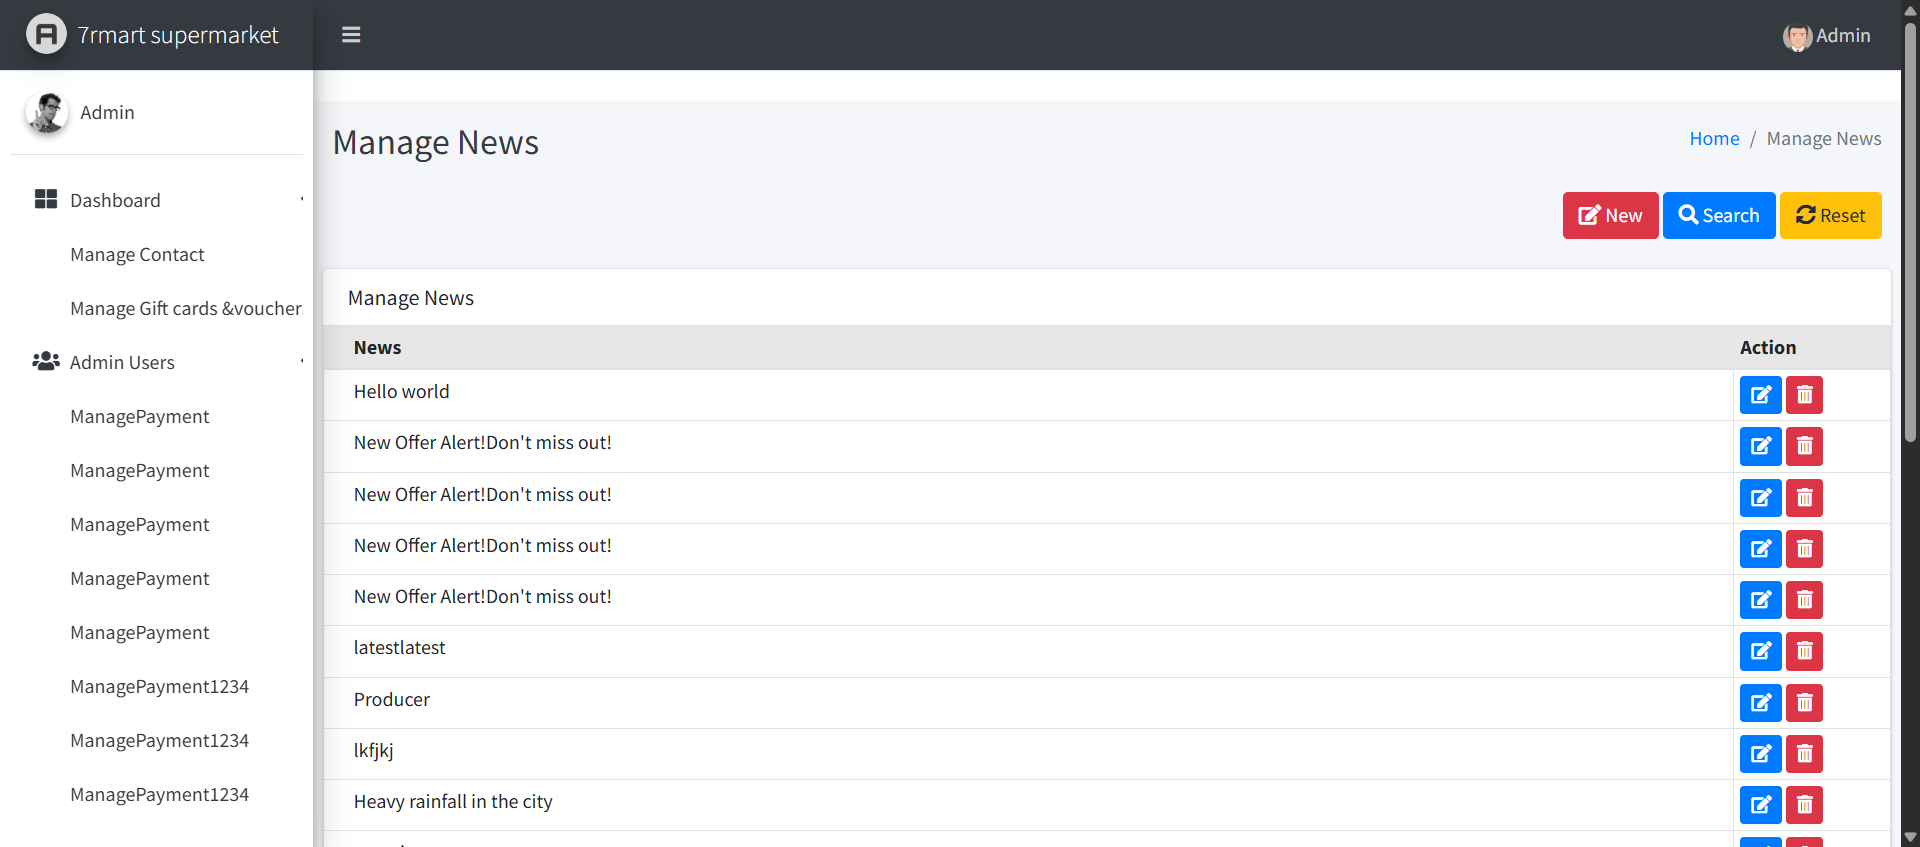 7rmart supermarket
Admin
Admin
Manage News
Home / Manage News
Dashboard
Manage Contact
Manage Gift cards &voucher
Admin Users
ManagePayment
ManagePayment
ManagePayment
ManagePayment
ManagePayment
ManagePayment1234
ManagePayment1234
ManagePayment1234
New
Search
Reset
Manage News
News Action
Hello world
New Offer Alert!Don't miss out!
New Offer Alert!Don't miss out!
New Offer Alert!Don't miss out!
New Offer Alert!Don't miss out!
latestlatest
Producer
lkfjkj
Heavy rainfall in the city